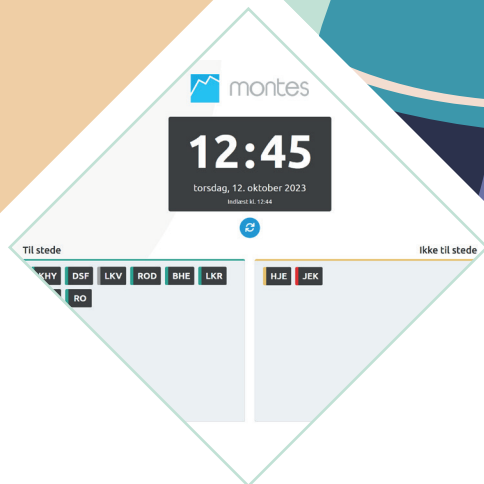 montes
12:45
torsdag, 12. oktober 2023
Indlæst kl. 12:44
Til stede
Ikke til stede
DSF LKV ROD BHE LKR
HJE JEK
RO